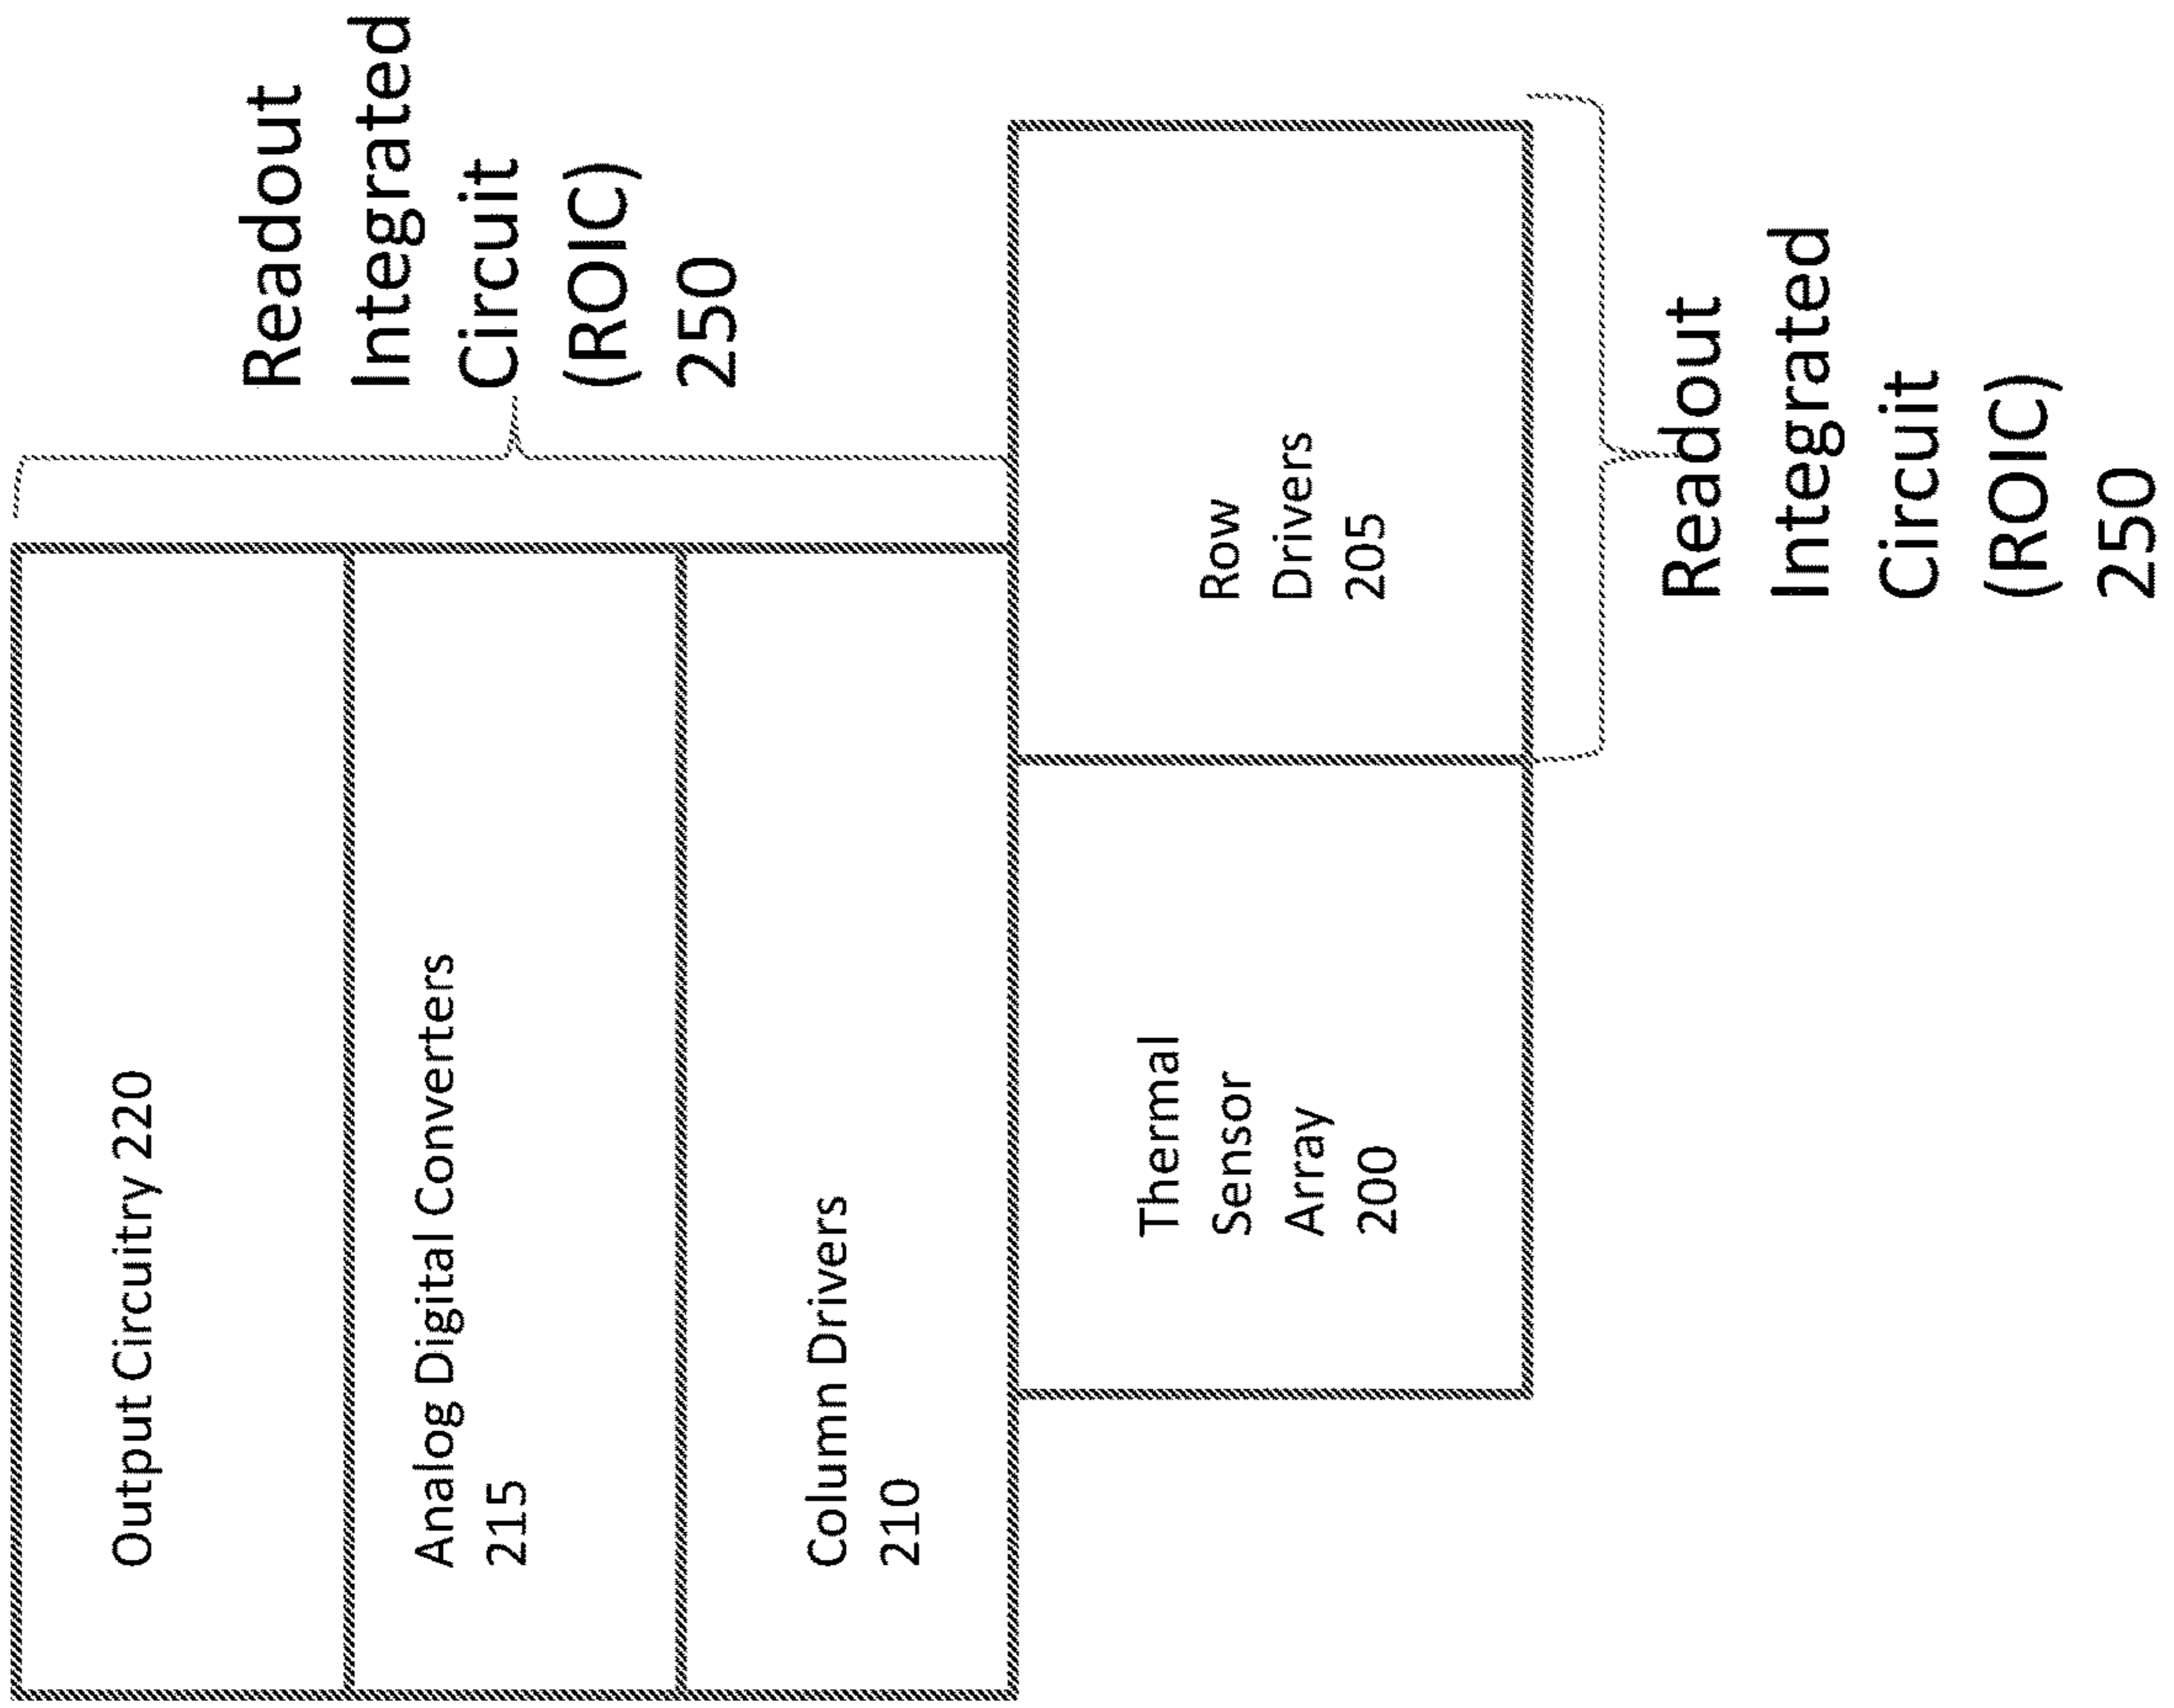 Output Circuitry 220
Analog Digital Converters
215
Column Drivers
210
Readout
Integrated
Circuit
(ROIC)
250
Thermal
Sensor
Array
200
Row
Drivers
205
Readout
Integrated
Circuit
(ROIC)
250